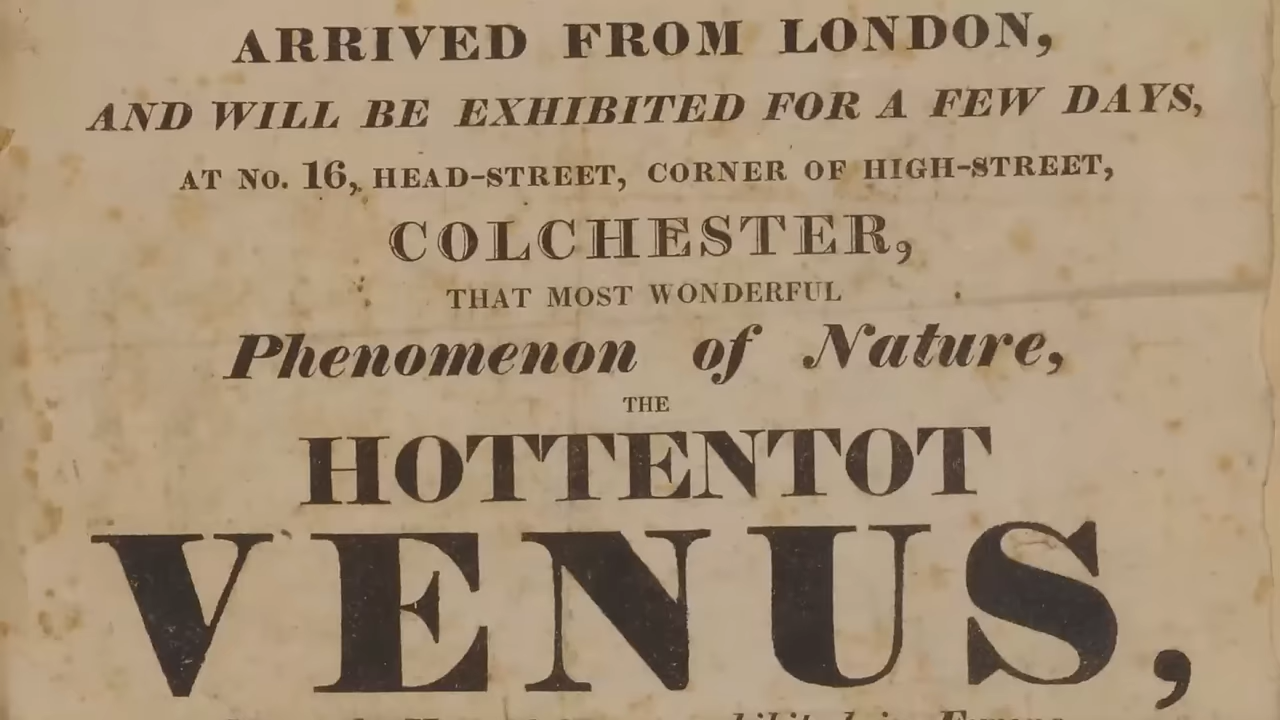 ARRIVED FROM LONDON,
AND WILL BE EXHIBITED FOR A FEW DAYS,
AT NO. 16, HEAD-STREET, CORNER OF HIGH-STREET,
COLCHESTER,
THAT MOST WONDERFUL
Phenomenon of Nature,
THE
HOTTENTOT
VENUS,